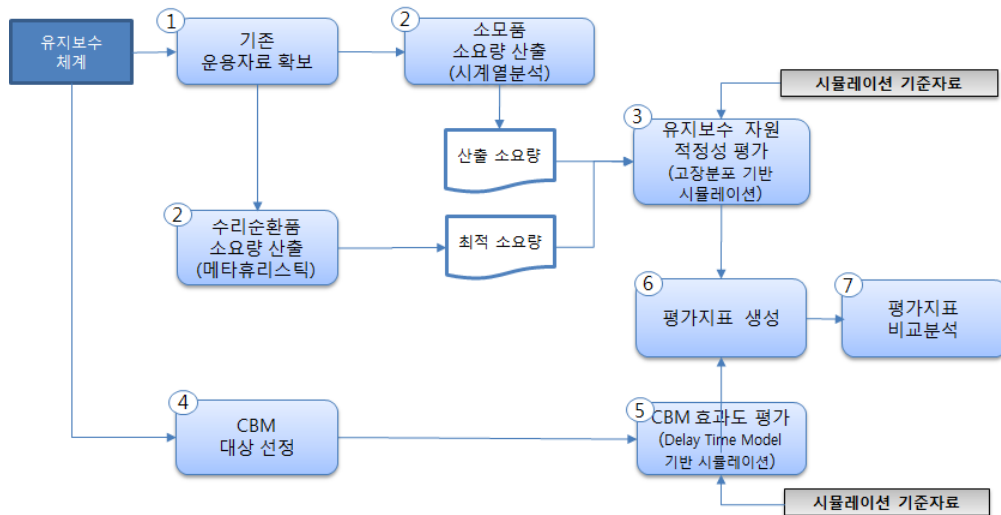 유지보수
체계
1
기존
운용자료 확보
2
소모품
소요량 산출
(시계열분석)
시뮬레이션 기준자료
산출 소요량
3
유지보수 자원
적정성 평가
(고장분포 기반
시뮬레이션)
2
수리순환품
소요량 산출
(메타휴리스틱)
최적 소요량
6
평가지표 생성
7
평가지표
비교분석
4
CBM
대상 선정
5
CBM 효과도 평가
(Delay Time Model
기반 시뮬레이션)
시뮬레이션 기준자료